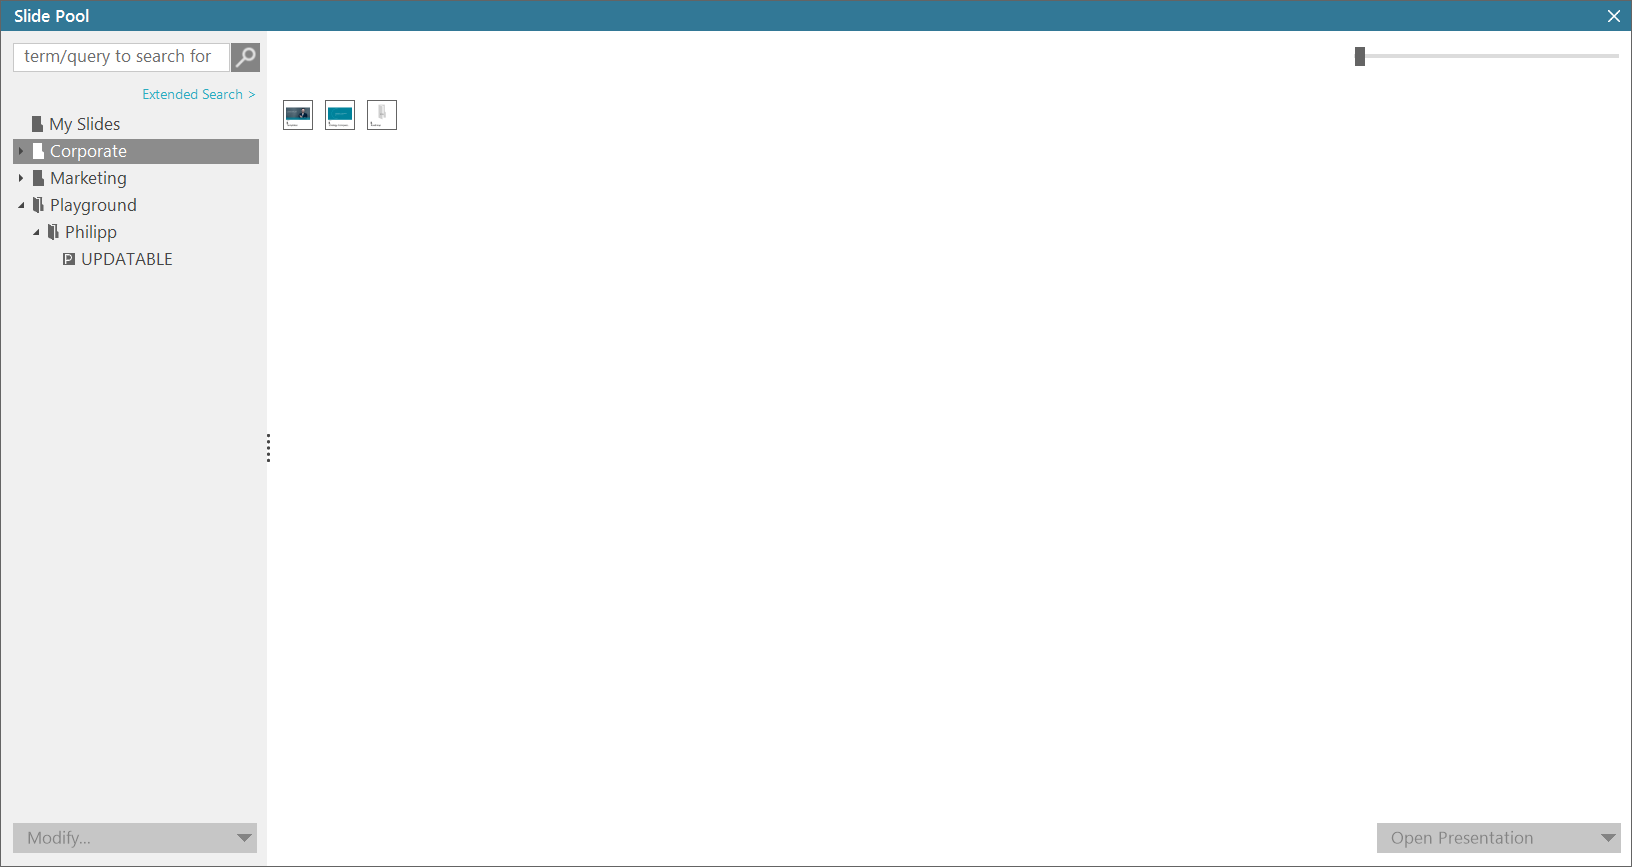 Slide Pool
term/query to search for
Extended Search >
My Slides
Corporate
Marketing
Playground
Philipp
P UPDATABLE
Modify...
Open Presentation